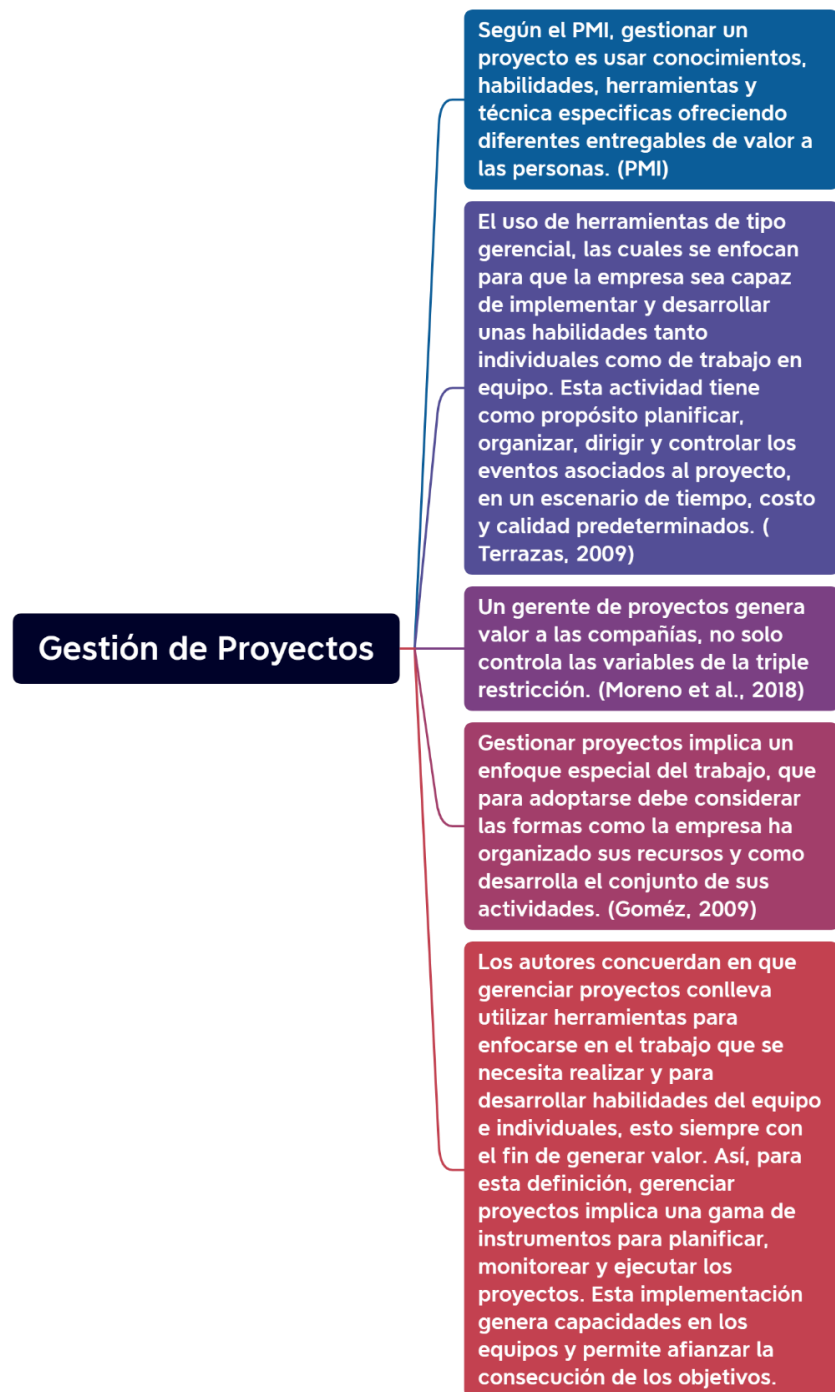 Según el PMI, gestionar un
proyecto es usar conocimientos,
habilidades, herramientas y
técnica especificas ofreciendo
diferentes entregables de valor a
las personas. (PMI)
El uso de herramientas de tipo
gerencial, las cuales se enfocan
para que la empresa sea capaz
de implementar y desarrollar
unas habilidades tanto
individuales como de trabajo en
equipo. Esta actividad tiene
como propósito planificar,
organizar, dirigir y controlar los
eventos asociados al proyecto,
en un escenario de tiempo, costo
y calidad predeterminados. (
Terrazas, 2009)
Gestión de Proyectos
Un gerente de proyectos genera
valor a las compañías, no solo
controla las variables de la triple
restricción. (Moreno et al., 2018)
Gestionar proyectos implica un
enfoque especial del trabajo, que
para adoptarse debe considerar
las formas como la empresa ha
organizado sus recursos y como
desarrolla el conjunto de sus
actividades. (Goméz, 2009)
Los autores concuerdan en que
gerenciar proyectos conlleva
utilizar herramientas para
enfocarse en el trabajo que se
necesita realizar y para
desarrollar habilidades del equipo
e individuales, esto siempre con
el fin de generar valor. Así, para
esta definición, gerenciar
proyectos implica una gama de
instrumentos para planificar,
monitorear y ejecutar los
proyectos. Esta implementación
genera capacidades en los
equipos y permite afianzar la
consecución de los objetivos.